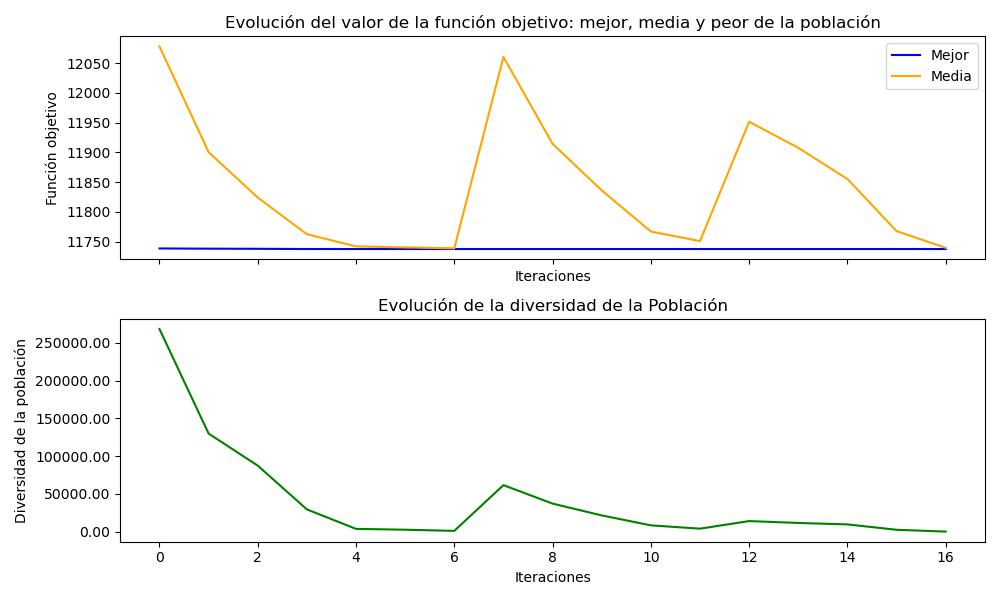 Evolución del valor de la función objetivo: mejor, media y peor de la población
Función objetivo
12050
12000
11950
11900
11850
11800
11750
Mejor
Media
Iteraciones
Evolución de la diversidad de la Población
Diversidad de la población
250000.00
200000.00
150000.00
100000.00
50000.00
0.00
0 2 4 6 8 10 12 14 16
Iteraciones